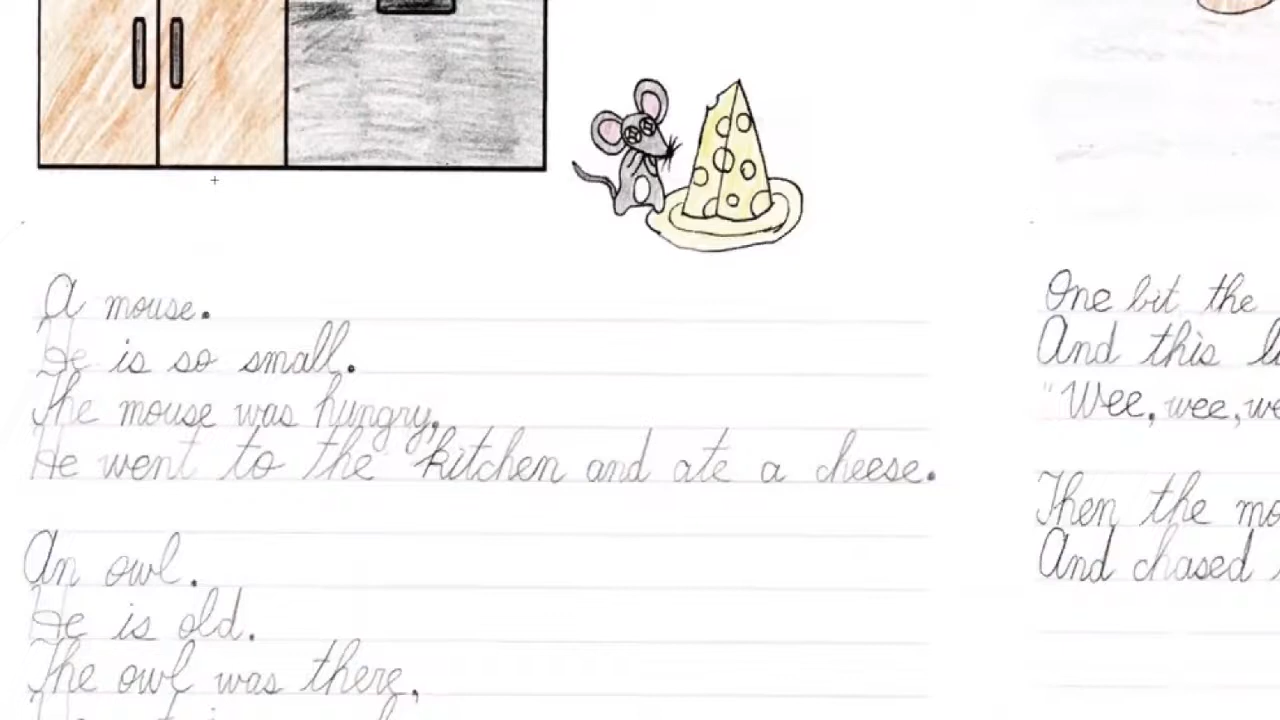 A mouse.
He is so small.
The mouse was hungry,
He went to the kitchen and ate a cheese.
An owl.
He is old.
The owl was there,
One bit the
And this
"Wee, wee,
Then the
And chased